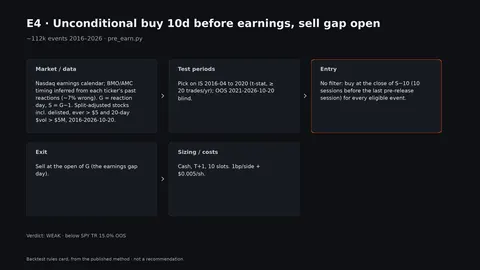 E4 · Unconditional buy 10d before earnings, sell gap open
~112k events 2016–2026 · pre_earn.py
Market / data
Nasdaq earnings calendar; BMO/AMC
timing inferred from each ticker's past
reactions (~7% wrong). G = reaction
day, S = G−1. Split-adjusted stocks
incl. delisted, ever > $5 and 20-day
$vol > $5M, 2016-2026-10-20.
›
Test periods
Pick on IS 2016-04 to 2020 (t-stat, ≥
20 trades/yr); OOS 2021-2026-10-20
blind.
›
Entry
No filter: buy at the close of S−10 (10
sessions before the last pre-release
session) for every eligible event.
Exit
Sell at the open of G (the earnings gap
day).
›
Sizing / costs
Cash, T+1, 10 slots. 1bp/side +
$0.005/sh.
Verdict: WEAK · below SPY TR 15.0% OOS
Backtest rules card, from the published method · not a recommendation.